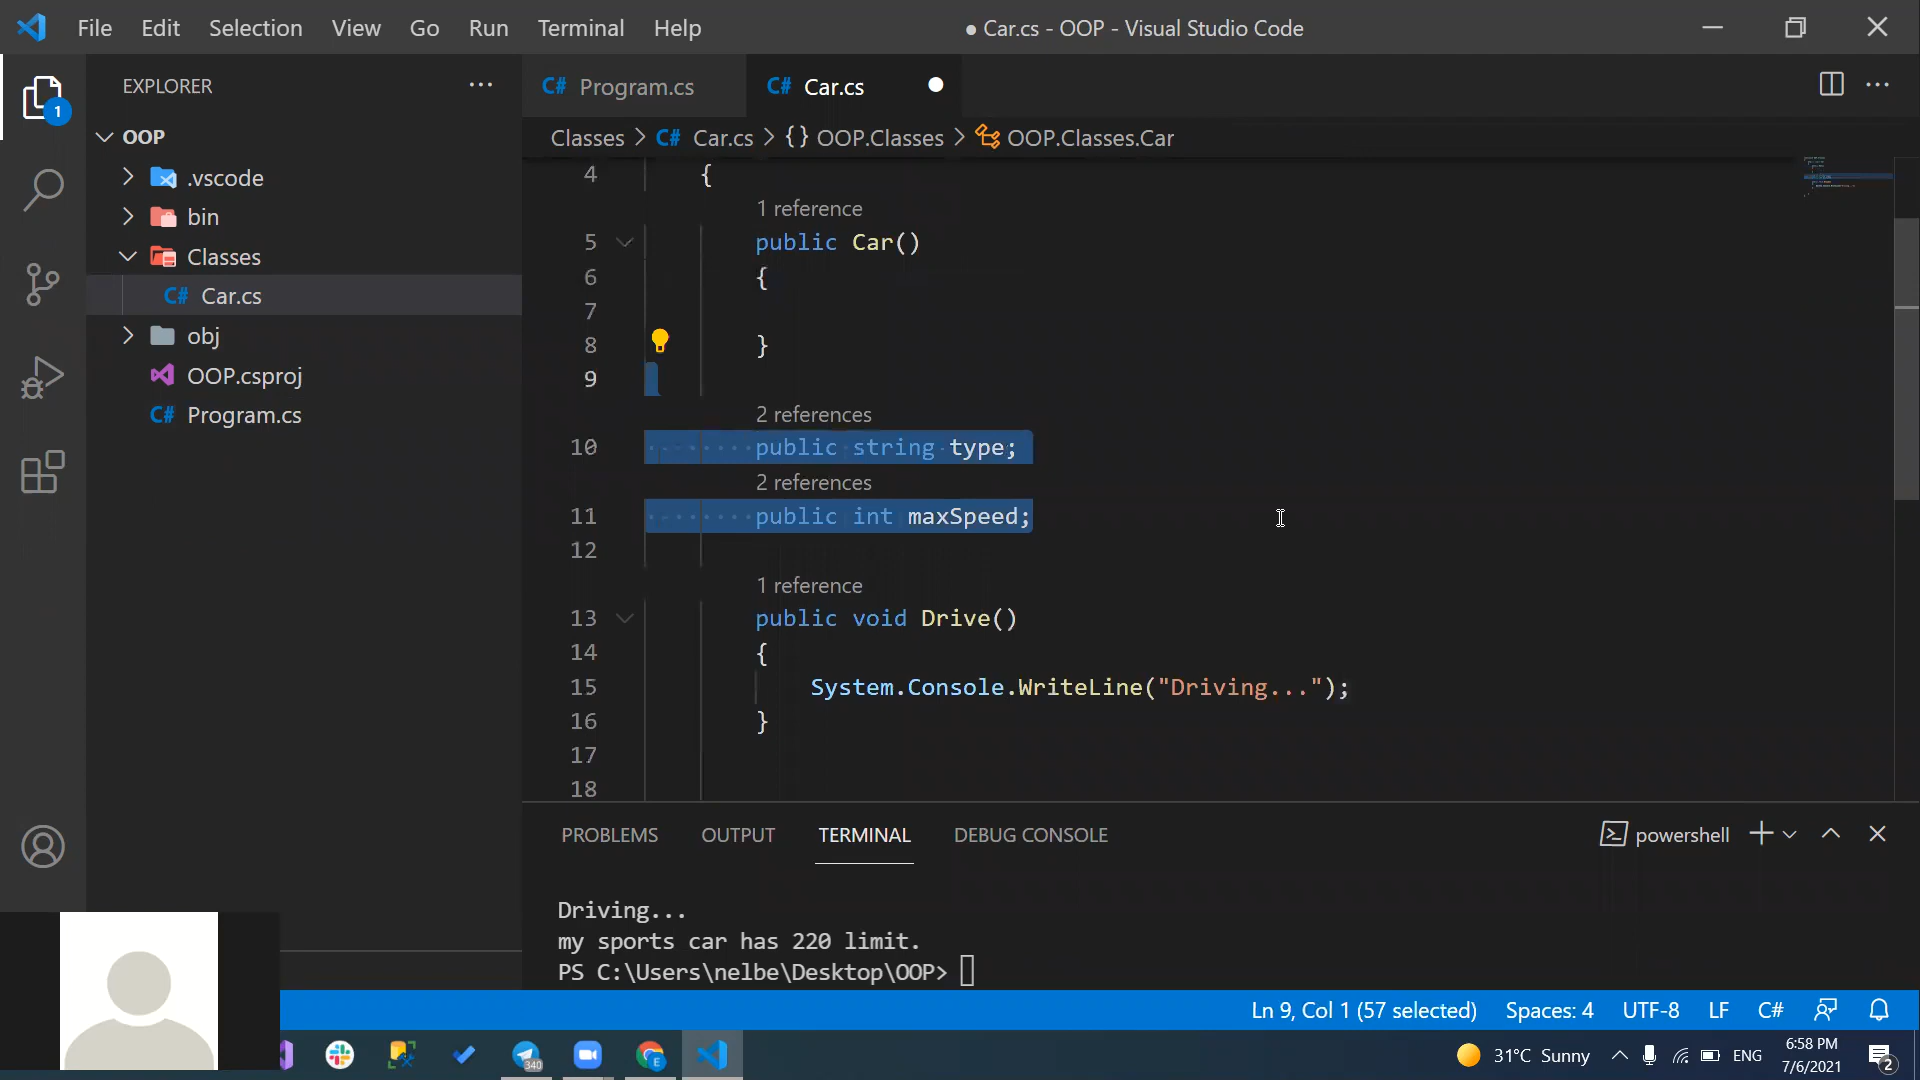 File Edit Selection View Go Run Terminal Help
● Car.cs - OOP - Visual Studio Code
EXPLORER
OOP
.vscode
bin
Classes
C# Car.cs
obj
OOP.csproj
C# Program.cs
1
C# Program.cs
C# Car.cs
Classes > C# Car.cs > {} OOP.Classes > OOP.Classes.Car
4 {
1 reference
5 public Car()
6 {
7
8 }
9
2 references
10 public string type;
2 references
11 public int maxSpeed;
12
1 reference
13 public void Drive()
14 {
15 System.Console.WriteLine("Driving...");
16 }
17
18
PROBLEMS OUTPUT TERMINAL DEBUG CONSOLE
powershell
Driving...
my sports car has 220 limit.
PS C:\Users\nelbe\Desktop\OOP>
Ln 9, Col 1 (57 selected) Spaces: 4 UTF-8 LF C#
340
E
31°C Sunny
ENG
6:58 PM
7/6/2021
2